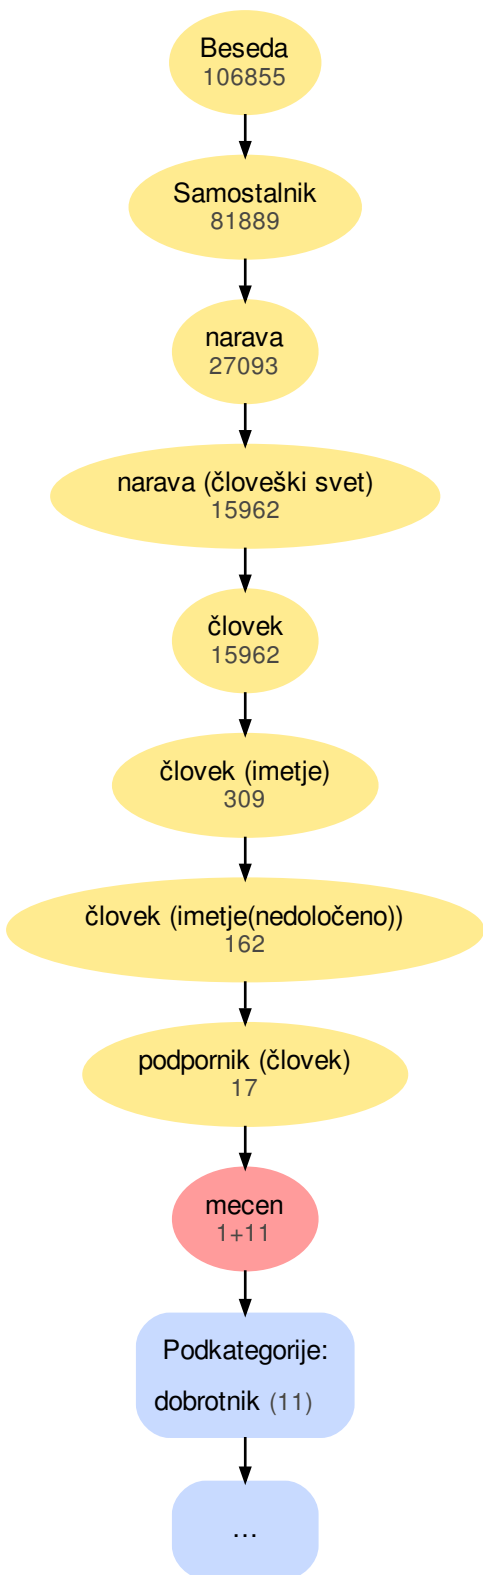 Beseda
106855
Samostalnik
81889
narava
27093
narava (človeški svet)
15962
človek
15962
človek (imetje)
309
človek (imetje(nedoločeno))
162
podpornik (človek)
17
mecen
1+11
Podkategorije:
dobrotnik (11)
...